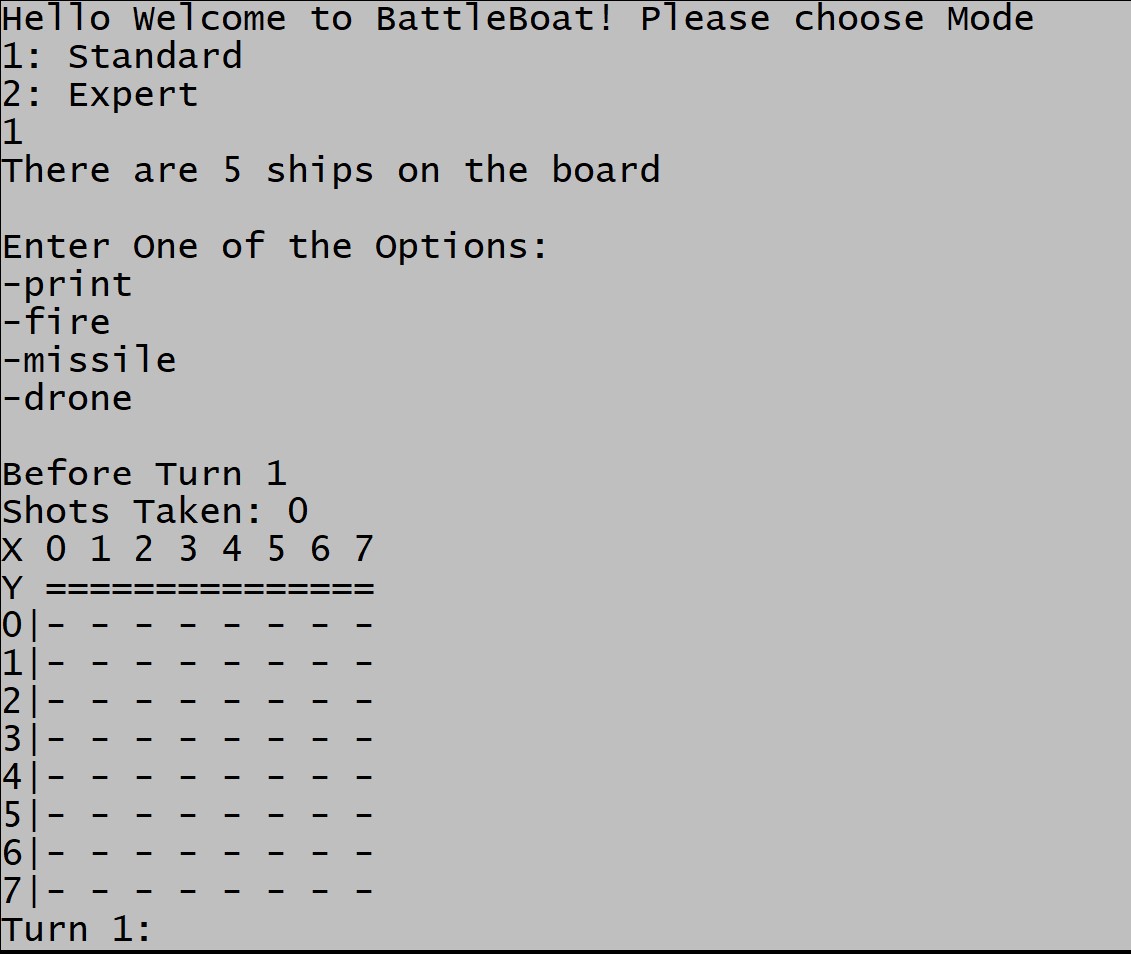 Hello Welcome to BattleBoat! Please choose Mode
1: Standard
2: Expert
1
There are 5 ships on the board
Enter One of the Options:
-print
-fire
-missile
-drone
Before Turn 1
Shots Taken: 0
X 0 1 2 3 4 5 6 7
Y ===============
0|- - - - - - - -
1|- - - - - - - -
2|- - - - - - - -
3|- - - - - - - -
4|- - - - - - - -
5|- - - - - - - -
6|- - - - - - - -
7|- - - - - - - -
Turn 1: